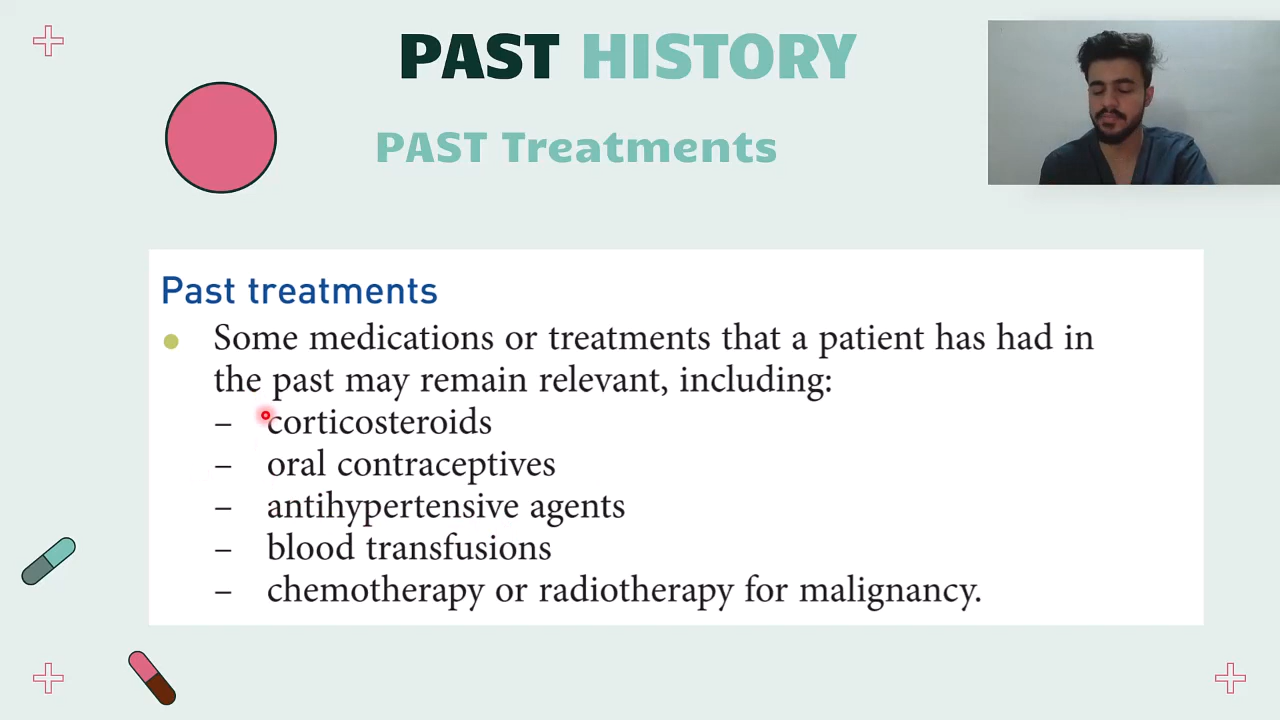 PAST HISTORY
PAST Treatments
Past treatments
Some medications or treatments that a patient has had in
the past may remain relevant, including:
– corticosteroids
– oral contraceptives
– antihypertensive agents
– blood transfusions
– chemotherapy or radiotherapy for malignancy.